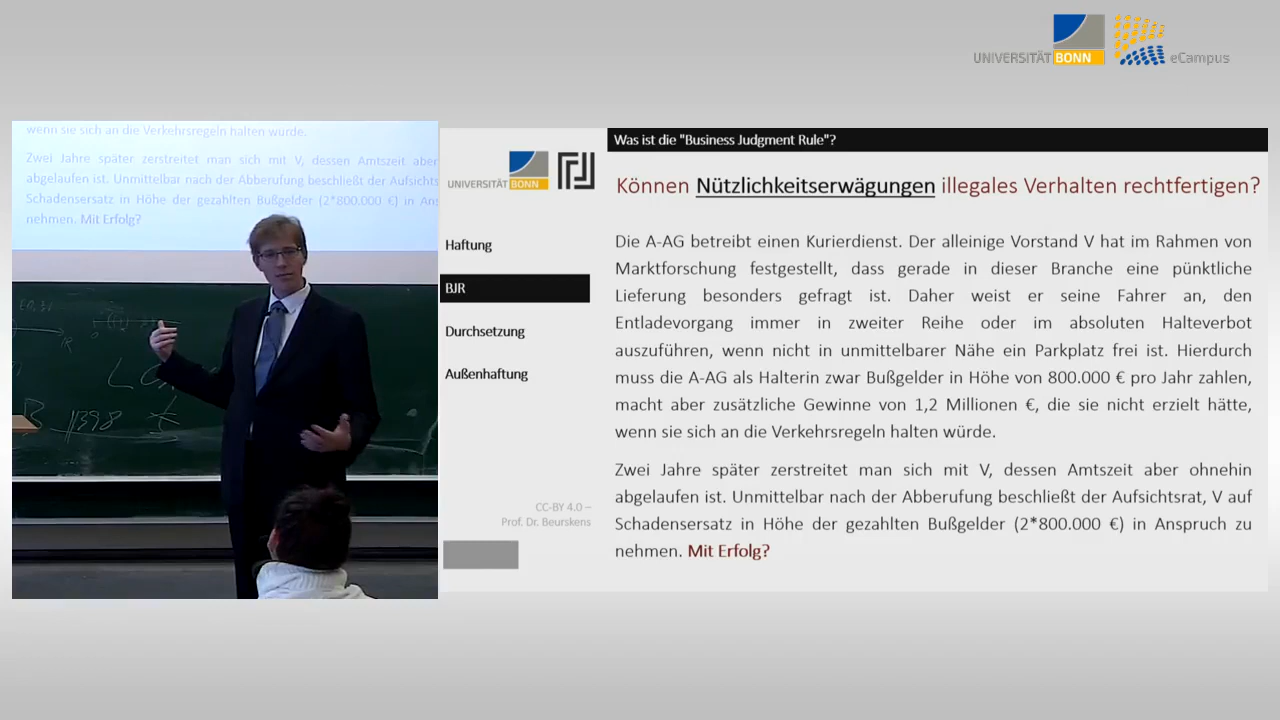 UNIVERSITÄT BONN eCampus
wenn sie sich an die Verkehrsregeln halten würde.
Zwei Jahre später zerstreitet man sich mit V, dessen Amtszeit aber
abgelaufen ist. Unmittelbar nach der Abberufung beschließt der Aufsichts
Schadensersatz in Höhe der gezahlten Bußgelder (2*800.000 €) in Ans
nehmen. Mit Erfolg?
UNIVERSITÄT BONN
Haftung
BJR
Durchsetzung
Außenhaftung
CC-BY 4.0 –
Prof. Dr. Beurskens
Was ist die "Business Judgment Rule"?
Können Nützlichkeitserwägungen illegales Verhalten rechtfertigen?
Die A-AG betreibt einen Kurierdienst. Der alleinige Vorstand V hat im Rahmen von
Marktforschung festgestellt, dass gerade in dieser Branche eine pünktliche
Lieferung besonders gefragt ist. Daher weist er seine Fahrer an, den
Entladevorgang immer in zweiter Reihe oder im absoluten Halteverbot
auszuführen, wenn nicht in unmittelbarer Nähe ein Parkplatz frei ist. Hierdurch
muss die A-AG als Halterin zwar Bußgelder in Höhe von 800.000 € pro Jahr zahlen,
macht aber zusätzliche Gewinne von 1,2 Millionen €, die sie nicht erzielt hätte,
wenn sie sich an die Verkehrsregeln halten würde.
Zwei Jahre später zerstreitet man sich mit V, dessen Amtszeit aber ohnehin
abgelaufen ist. Unmittelbar nach der Abberufung beschließt der Aufsichtsrat, V auf
Schadensersatz in Höhe der gezahlten Bußgelder (2*800.000 €) in Anspruch zu
nehmen. Mit Erfolg?